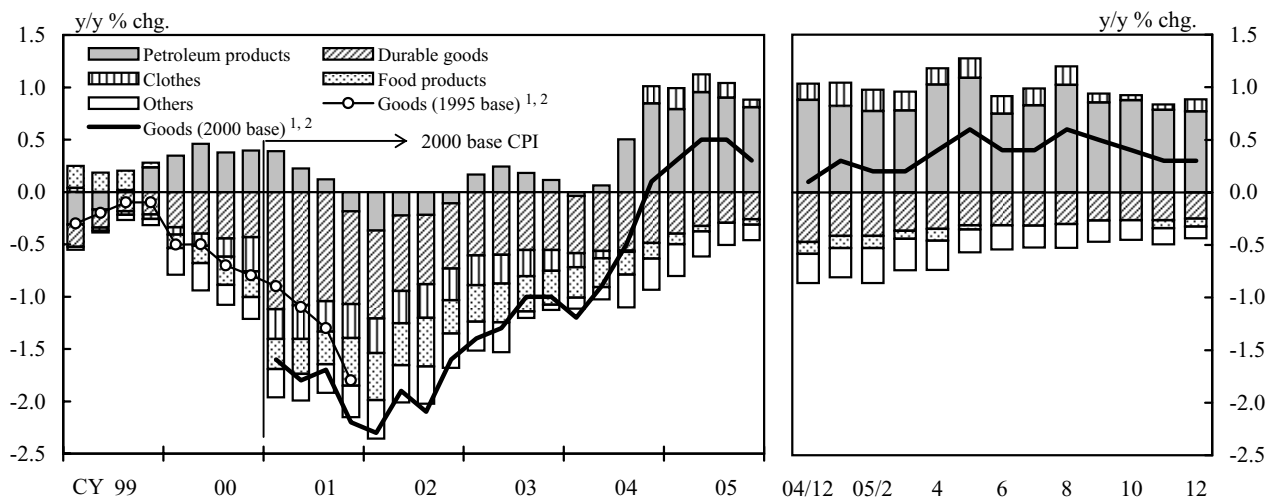 y/y % chg.
y/y % chg.
1.5
1.0
0.5
0.0
-0.5
-1.0
-1.5
-2.0
-2.5
Petroleum products
Durable goods
Clothes
Food products
Others
Goods (1995 base) 1, 2
Goods (2000 base) 1, 2
2000 base CPI
CY 99 00 01 02 03 04 05
1.5
1.0
0.5
0.0
-0.5
-1.0
-1.5
-2.0
-2.5
04/12 05/2 4 6 8 10 12